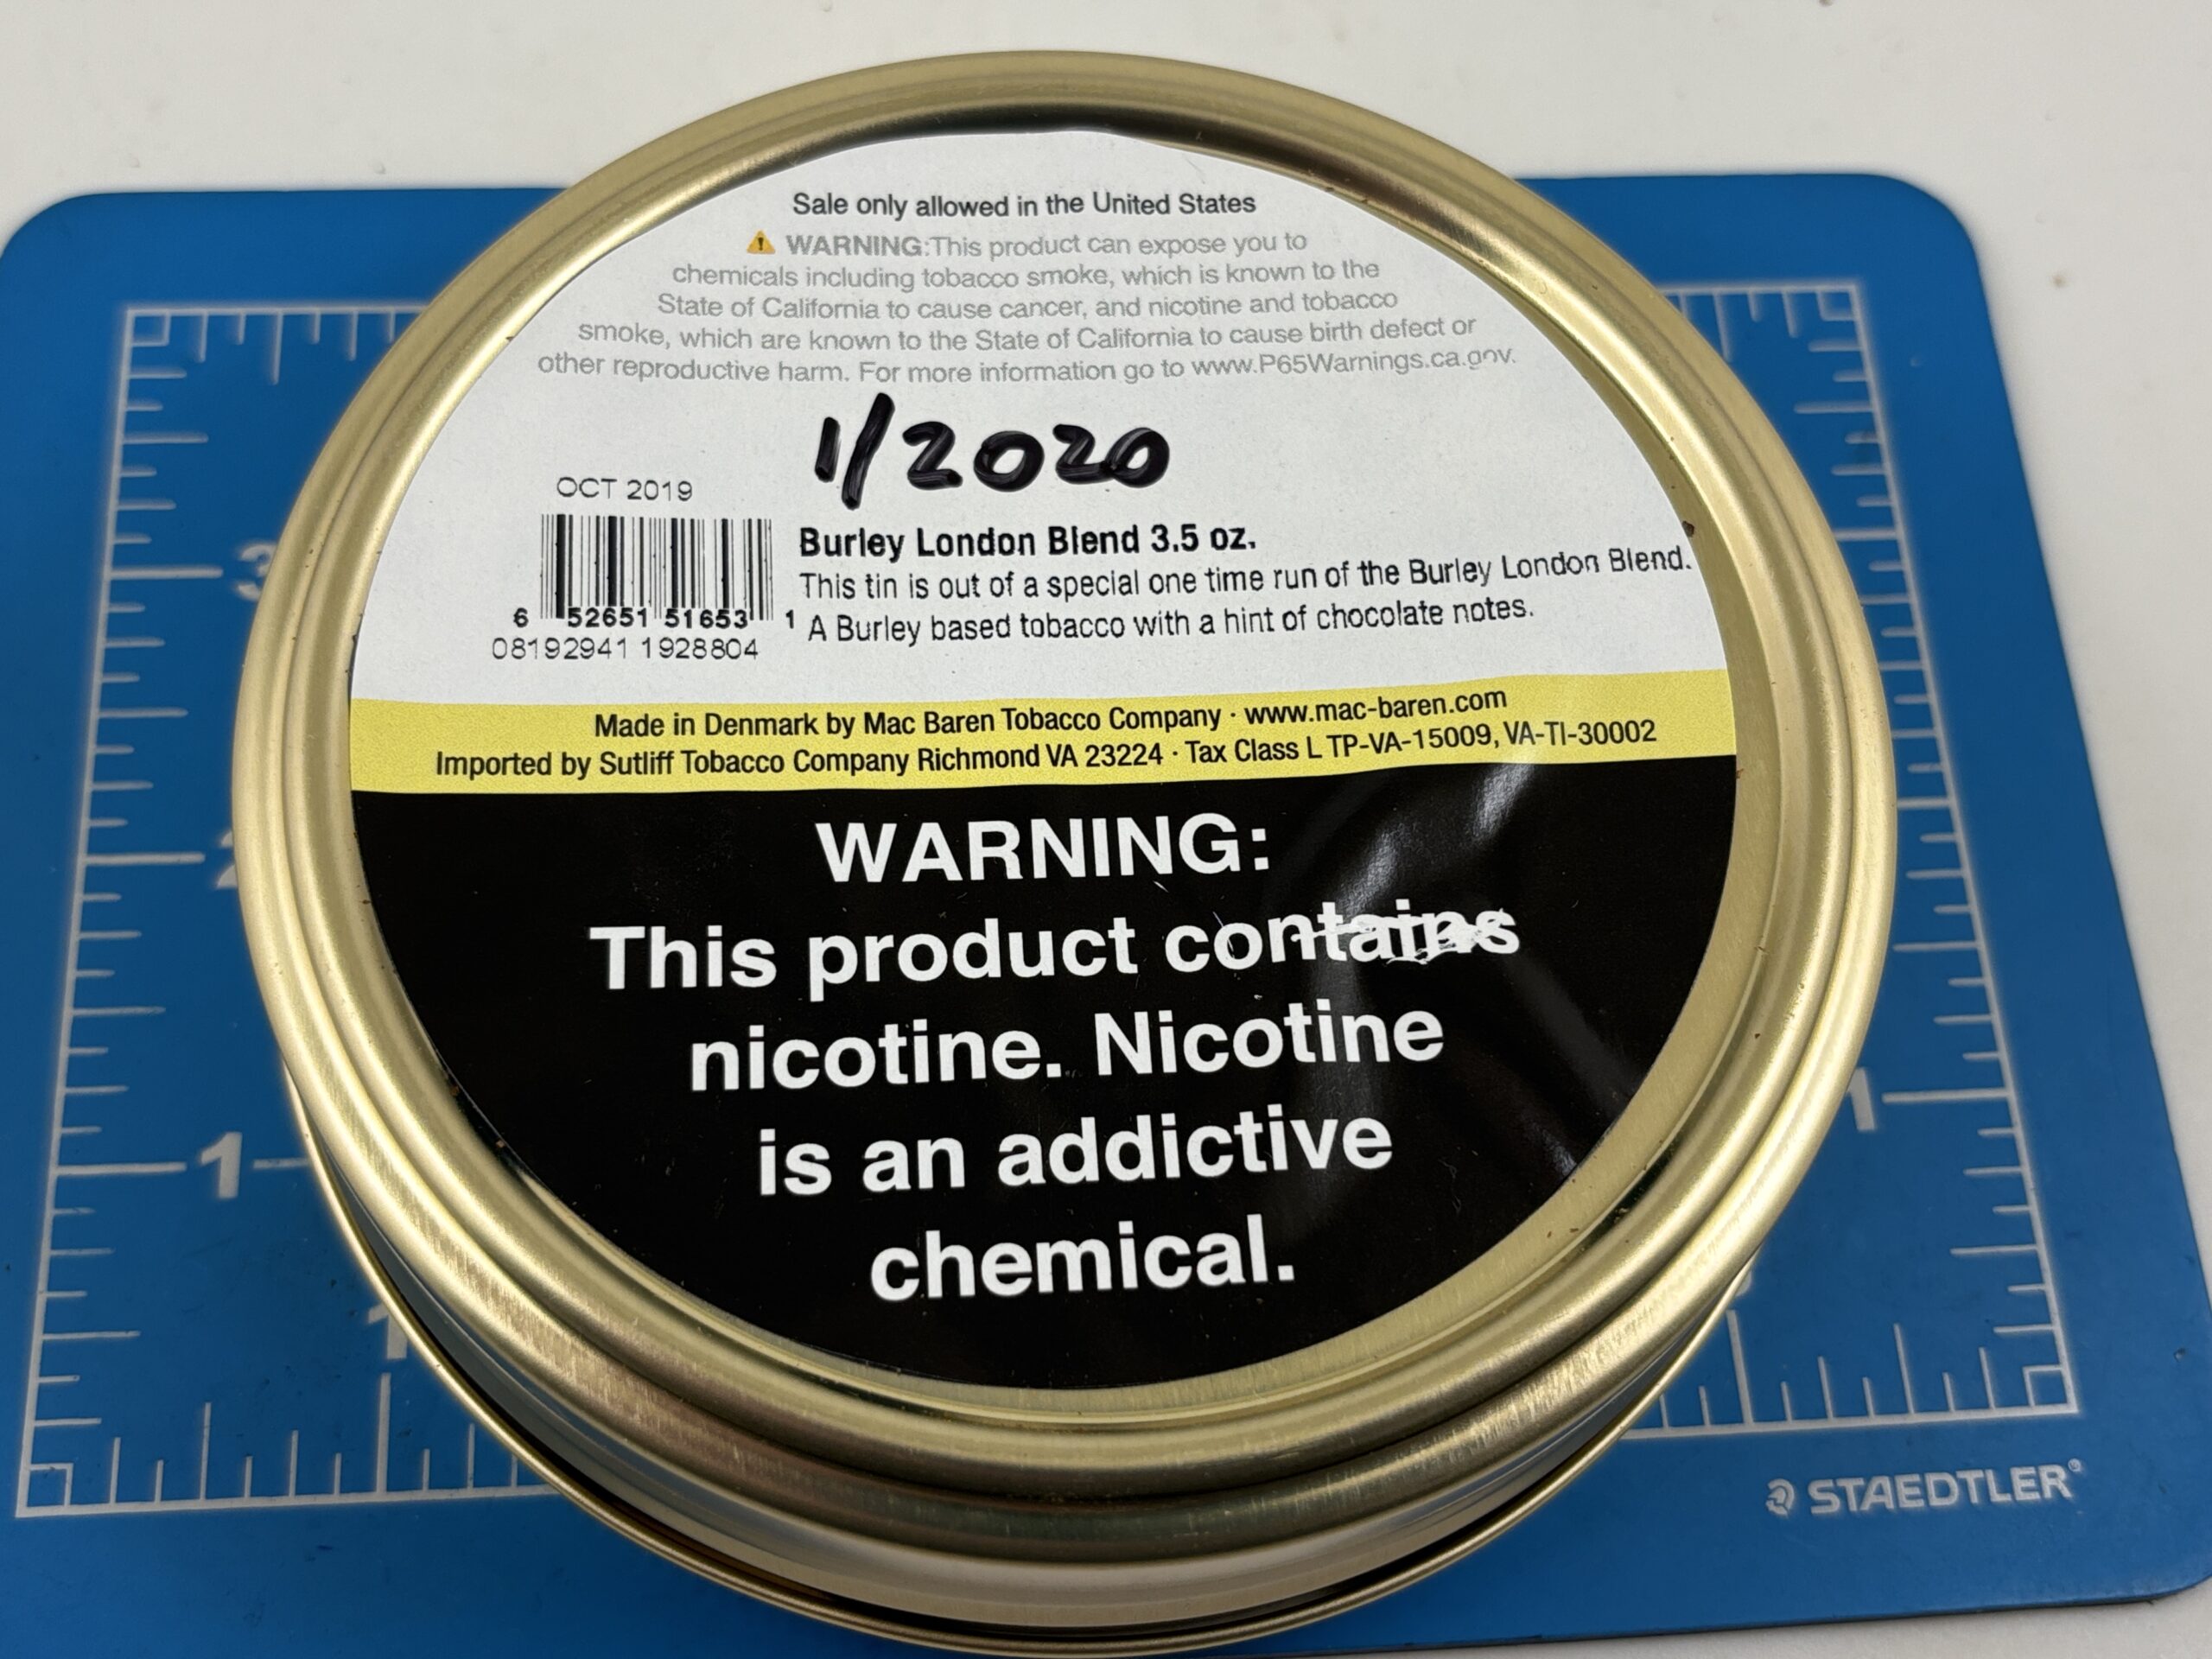 Sale only allowed in the United States
⚠ WARNING:This product can expose you to
chemicals including tobacco smoke, which is known to the
State of California to cause cancer, and nicotine and tobacco
smoke, which are known to the State of California to cause birth defect or
other reproductive harm. For more information go to www.P65Warnings.ca.gov.
1/2020
OCT 2019
6 52651 51653 1
08192941 1928804
Burley London Blend 3.5 oz.
This tin is out of a special one time run of the Burley London Blend.
A Burley based tobacco with a hint of chocolate notes.
Made in Denmark by Mac Baren Tobacco Company · www.mac-baren.com
Imported by Sutliff Tobacco Company Richmond VA 23224 · Tax Class L TP-VA-15009, VA-TI-30002
WARNING:
This product contains
nicotine. Nicotine
is an addictive
chemical.
3
2
1
1
1
STAEDTLER®